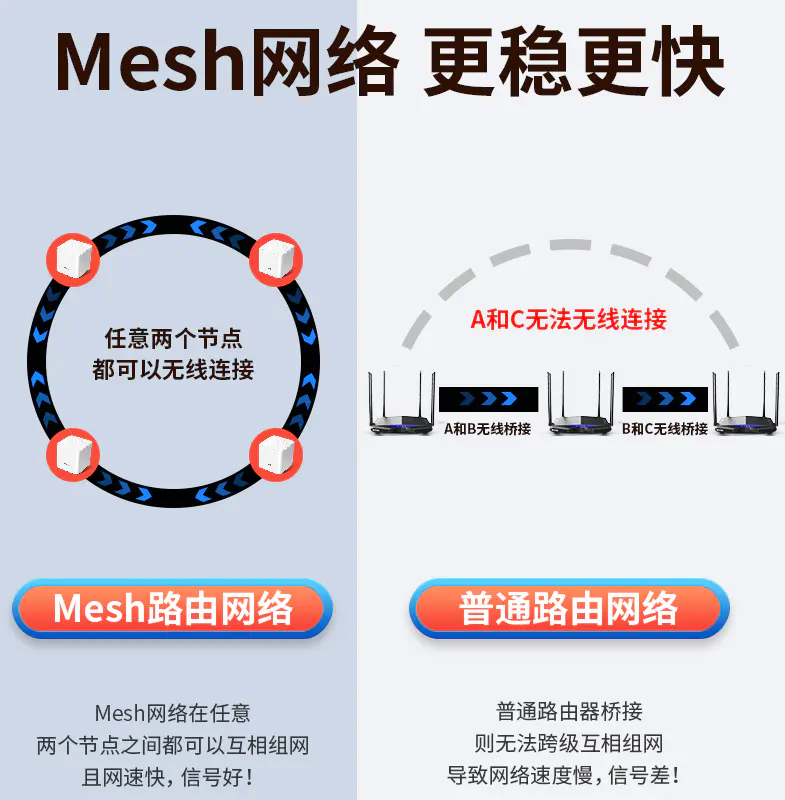 Mesh网络 更稳更快
任意两个节点
都可以无线连接
A和C无法无线连接
A和B无线桥接
B和C无线桥接
Mesh路由网络
普通路由网络
Mesh网络在任意
两个节点之间都可以互相组网
且网速快，信号好！
普通路由器桥接
则无法跨级互相组网
导致网络速度慢，信号差！